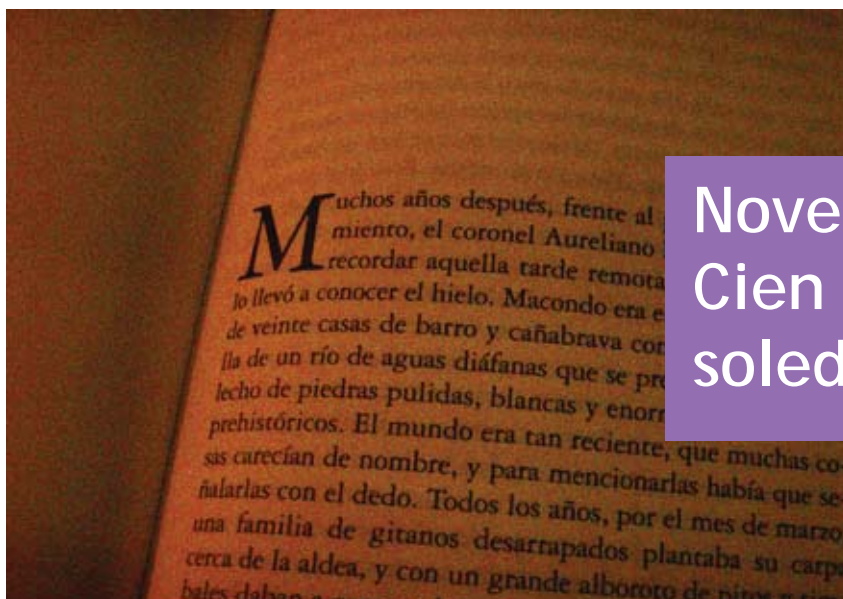 Muchos años después, frente al
miento, el coronel Aureliano
recordar aquella tarde remota
lo llevó a conocer el hielo. Macondo era
de veinte casas de barro y cañabrava
lla de un río de aguas diáfanas que se
lecho de piedras pulidas, blancas y
prehistóricos. El mundo era tan reciente, que muchas co-
sas carecían de nombre, y para mencionarlas había que se-
ñalarlas con el dedo. Todos los años, por el mes de marzo
una familia de gitanos desarrapados plantaba su carpa
cerca de la aldea, y con un grande alboroto de
bales daban
Nove
Cien
soled